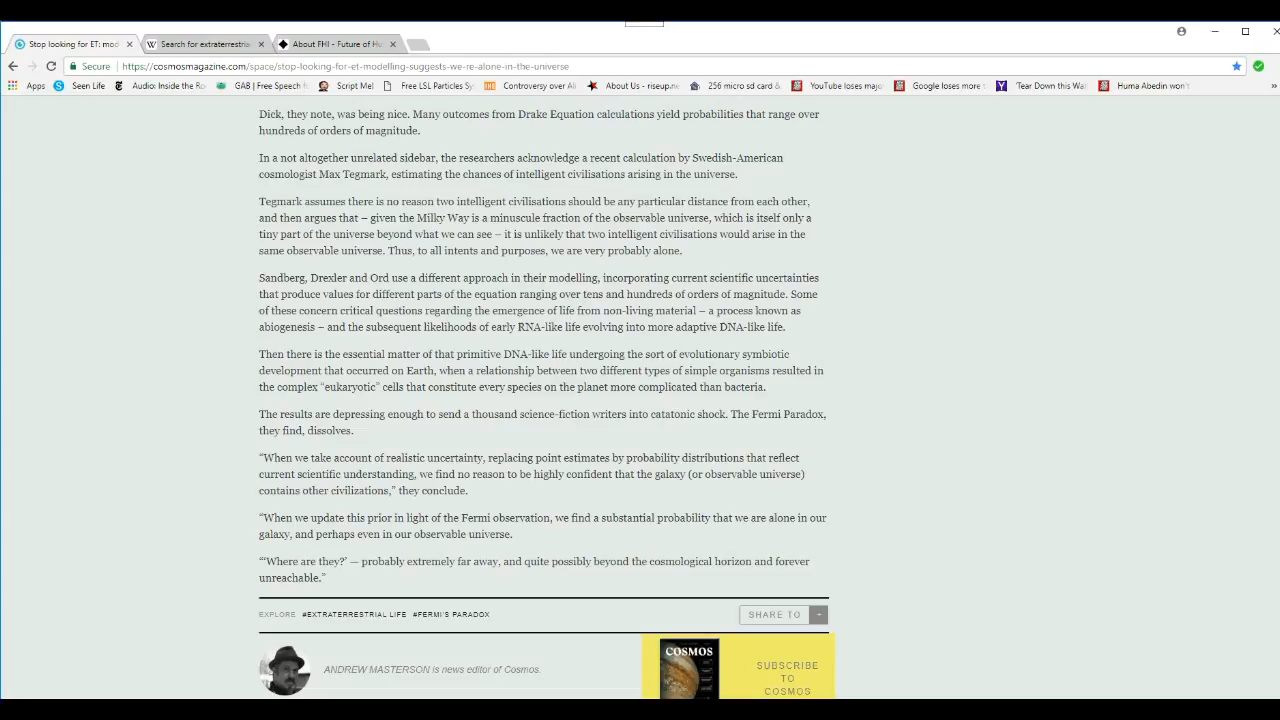 Stop looking for ET: mod
Search for extraterrestria
About FHI - Future of Hu
Secure
https://cosmosmagazine.com/space/stop-looking-for-et-modelling-suggests-we-re-alone-in-the-universe
Apps
Seen Life
Audio: Inside the Ro
GAB | Free Speech f
Script Me!
Free LSL Particles Sy
Controversy over Ali
About Us - riseup.ne
256 micro sd card &
YouTube loses majo
Google loses more t
'Tear Down this Wal
Huma Abedin won't
»
Dick, they note, was being nice. Many outcomes from Drake Equation calculations yield probabilities that range over
hundreds of orders of magnitude.
In a not altogether unrelated sidebar, the researchers acknowledge a recent calculation by Swedish-American
cosmologist Max Tegmark, estimating the chances of intelligent civilisations arising in the universe.
Tegmark assumes there is no reason two intelligent civilisations should be any particular distance from each other,
and then argues that – given the Milky Way is a minuscule fraction of the observable universe, which is itself only a
tiny part of the universe beyond what we can see – it is unlikely that two intelligent civilisations would arise in the
same observable universe. Thus, to all intents and purposes, we are very probably alone.
Sandberg, Drexler and Ord use a different approach in their modelling, incorporating current scientific uncertainties
that produce values for different parts of the equation ranging over tens and hundreds of orders of magnitude. Some
of these concern critical questions regarding the emergence of life from non-living material – a process known as
abiogenesis – and the subsequent likelihoods of early RNA-like life evolving into more adaptive DNA-like life.
Then there is the essential matter of that primitive DNA-like life undergoing the sort of evolutionary symbiotic
development that occurred on Earth, when a relationship between two different types of simple organisms resulted in
the complex “eukaryotic” cells that constitute every species on the planet more complicated than bacteria.
The results are depressing enough to send a thousand science-fiction writers into catatonic shock. The Fermi Paradox,
they find, dissolves.
“When we take account of realistic uncertainty, replacing point estimates by probability distributions that reflect
current scientific understanding, we find no reason to be highly confident that the galaxy (or observable universe)
contains other civilizations,” they conclude.
“When we update this prior in light of the Fermi observation, we find a substantial probability that we are alone in our
galaxy, and perhaps even in our observable universe.
“‘Where are they?’ — probably extremely far away, and quite possibly beyond the cosmological horizon and forever
unreachable.”
EXPLORE #EXTRATERRESTRIAL LIFE #FERMI'S PARADOX
SHARE TO
ANDREW MASTERSON is news editor of Cosmos.
COSMOS
SUBSCRIBE
TO
COSMOS